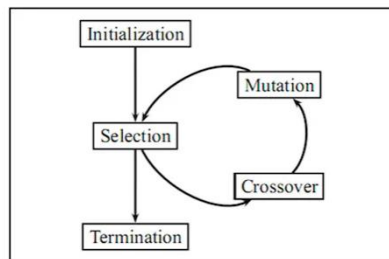 Initialization
Mutation
Selection
Crossover
Termination